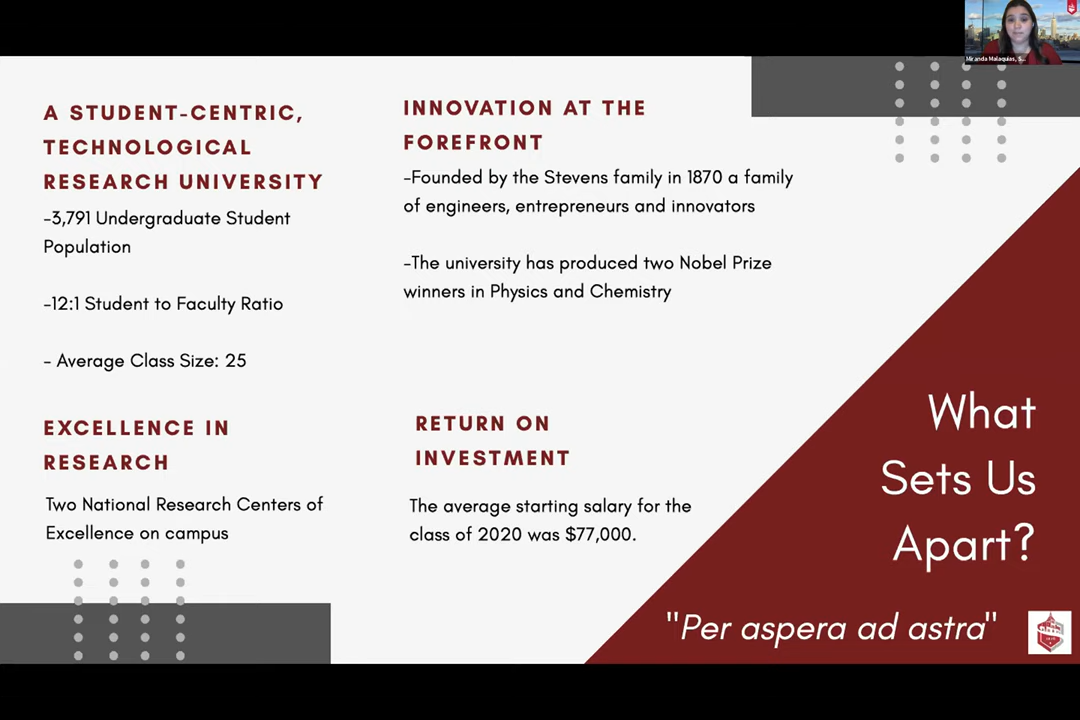 Miranda Malaquias, S...
A STUDENT-CENTRIC,
TECHNOLOGICAL
RESEARCH UNIVERSITY
-3,791 Undergraduate Student
Population
-12:1 Student to Faculty Ratio
- Average Class Size: 25
INNOVATION AT THE
FOREFRONT
-Founded by the Stevens family in 1870 a family
of engineers, entrepreneurs and innovators
-The university has produced two Nobel Prize
winners in Physics and Chemistry
EXCELLENCE IN
RESEARCH
Two National Research Centers of
Excellence on campus
RETURN ON
INVESTMENT
The average starting salary for the
class of 2020 was $77,000.
What
Sets Us
Apart?
"Per aspera ad astra"